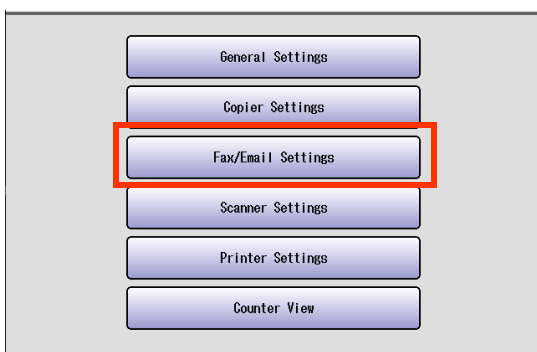 General Settings
Copier Settings
Fax/Email Settings
Scanner Settings
Printer Settings
Counter View